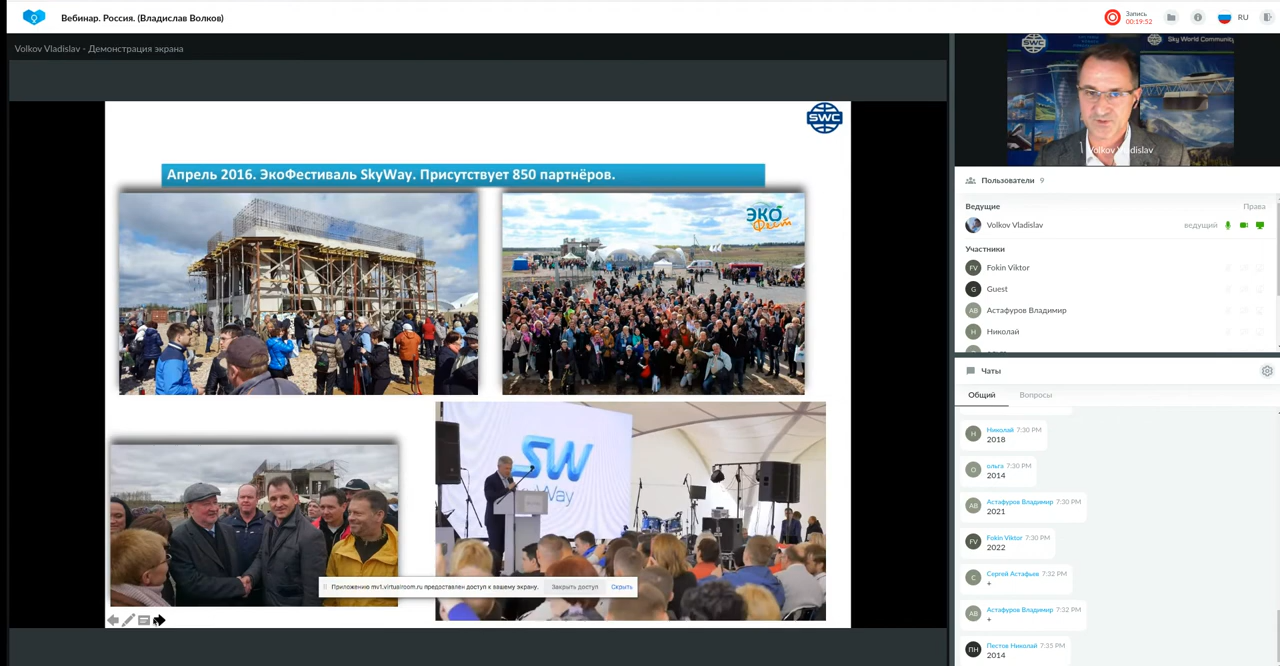 Вебинар. Россия. (Владислав Волков)
Запись
00:19:52
RU
Volkov Vladislav - Демонстрация экрана
SWC
Апрель 2016. ЭкоФестиваль SkyWay. Присутствует 850 партнёров.
ЭКО
Фест
SW
Way
Приложению mv1.virtualroom.ru предоставлен доступ к вашему экрану.
Закрыть доступ
Скрыть
SWC
Sky World Community
Volkov Vladislav
Пользователи 9
Ведущие
Права
Volkov Vladislav
ведущий
Участники
FV Fokin Viktor
G Guest
АВ Астафуров Владимир
Н Николай
Чаты
Общий
Вопросы
Н Николай 7:30 PM
2018
О ольга 7:30 PM
2014
АВ Астафуров Владимир 7:30 PM
2021
FV Fokin Viktor 7:30 PM
2022
С Сергей Астафьев 7:32 PM
+
АВ Астафуров Владимир 7:32 PM
+
ПН Пестов Николай 7:35 PM
2014